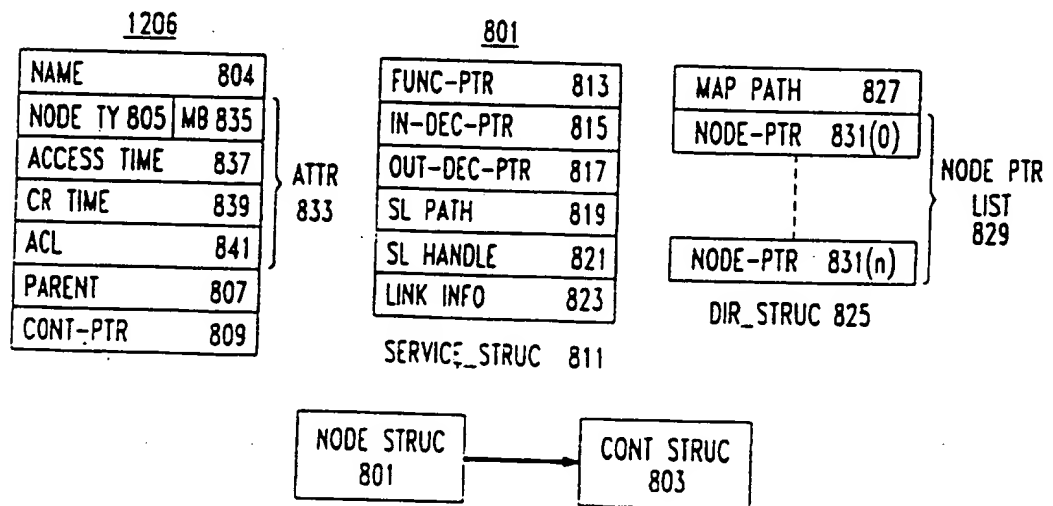 1206
NAME 804
NODE TY 805 MB 835
ACCESS TIME 837
CR TIME 839
ACL 841
PARENT 807
CONT-PTR 809
ATTR
833
801
FUNC-PTR 813
IN-DEC-PTR 815
OUT-DEC-PTR 817
SL PATH 819
SL HANDLE 821
LINK INFO 823
SERVICE_STRUC 811
MAP PATH 827
NODE-PTR 831(0)
NODE-PTR 831(n)
DIR_STRUC 825
NODE PTR
LIST
829
NODE STRUC
801
CONT STRUC
803